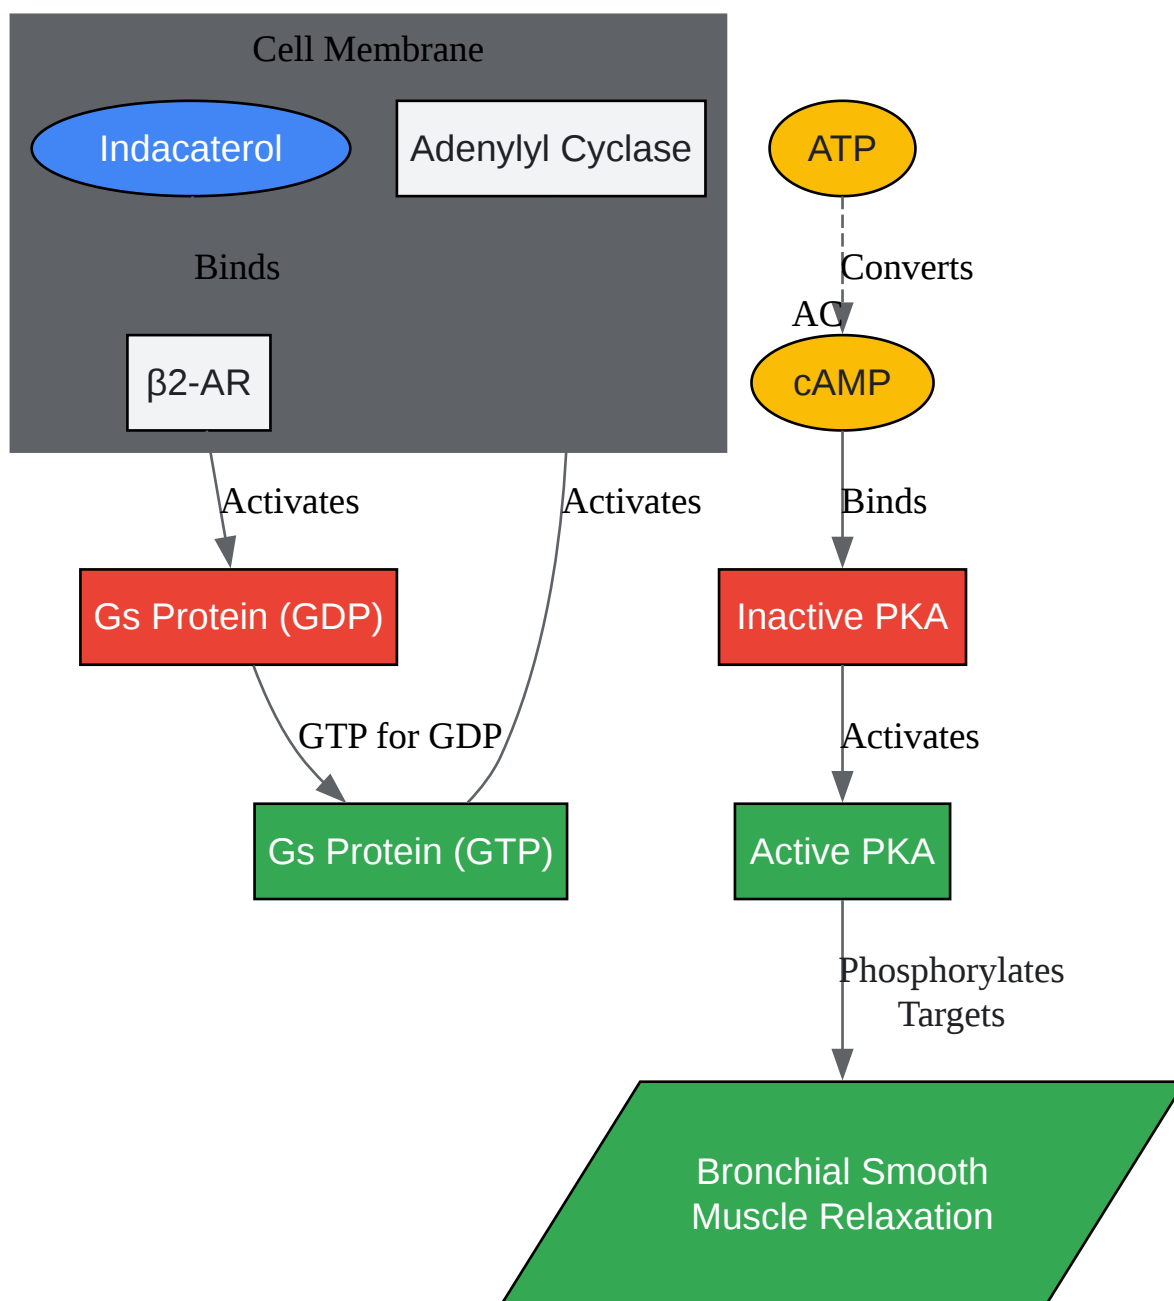 Cell Membrane
Indacaterol
Adenylyl Cyclase
ATP
Binds
Converts
AC
β2-AR
cAMP
Activates
Activates
Binds
Gs Protein (GDP)
Inactive PKA
GTP for GDP
Activates
Gs Protein (GTP)
Active PKA
Phosphorylates
Targets
Bronchial Smooth
Muscle Relaxation